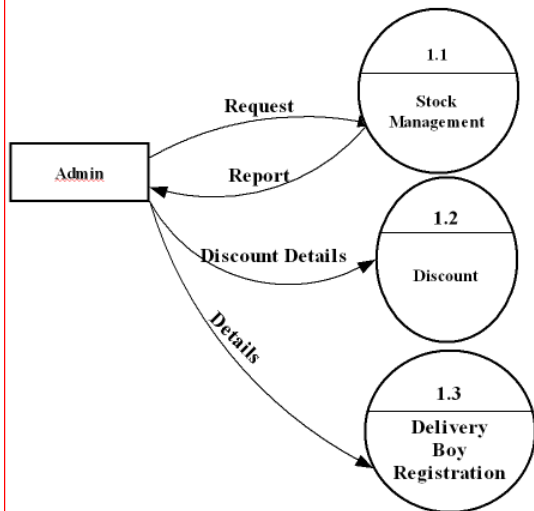 1.1
Stock
Management
Request
Admin
Report
1.2
Discount Details
Discount
Details
1.3
Delivery
Boy
Registration